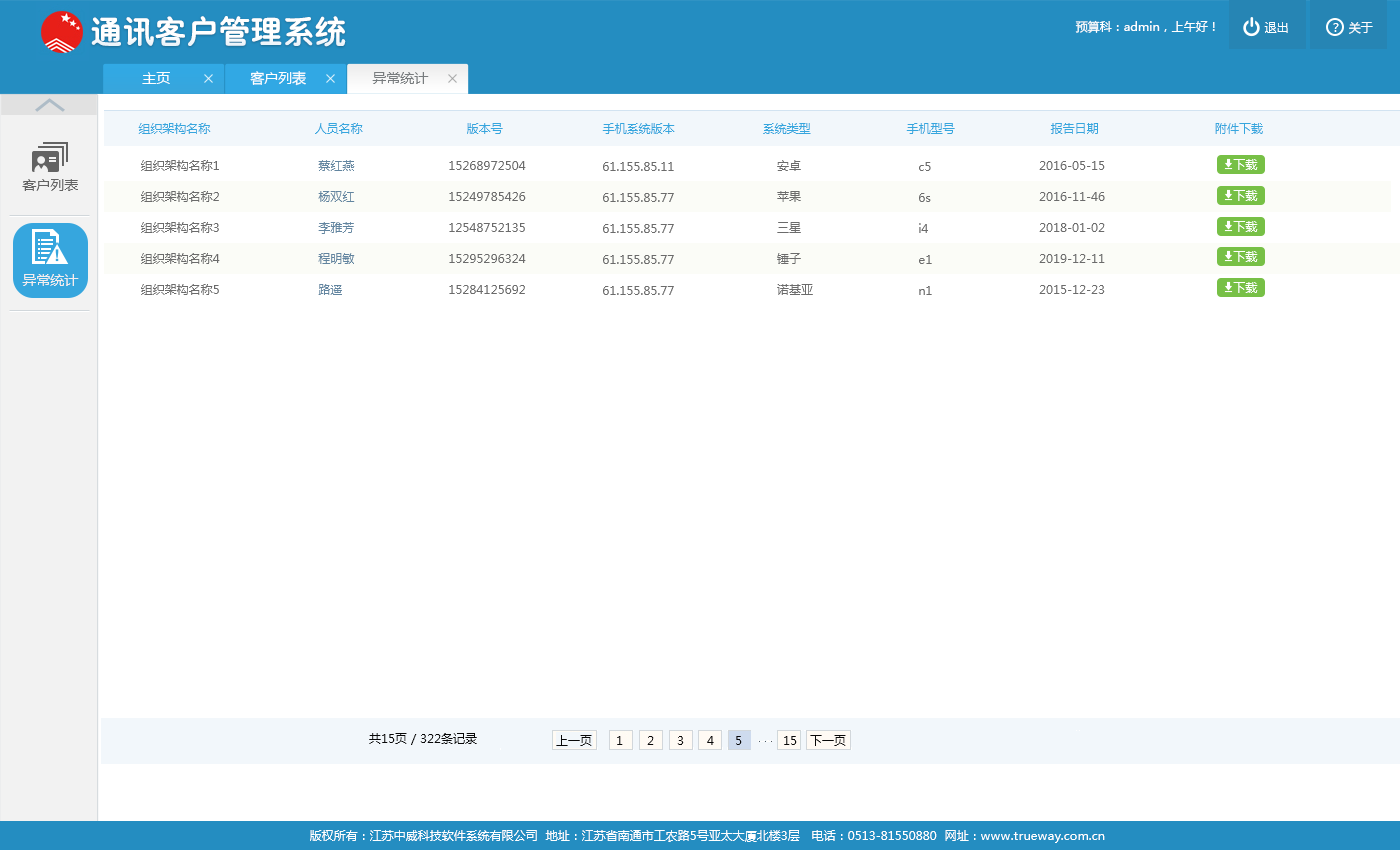 通讯客户管理系统
预算科：admin，上午好！ 退出 关于
主页 客户列表 异常统计
组织架构名称 人员名称 版本号 手机系统版本 系统类型 手机型号 报告日期 附件下载
组织架构名称1 蔡红燕 15268972504 61.155.85.11 安卓 c5 2016-05-15 下载
组织架构名称2 杨双红 15249785426 61.155.85.77 苹果 6s 2016-11-46 下载
组织架构名称3 李雅芳 12548752135 61.155.85.77 三星 i4 2018-01-02 下载
组织架构名称4 程明敏 15295296324 61.155.85.77 锤子 e1 2019-12-11 下载
组织架构名称5 路遥 15284125692 61.155.85.77 诺基亚 n1 2015-12-23 下载
客户列表
异常统计
共15页 / 322条记录 上一页 1 2 3 4 5 ··· 15 下一页
版权所有：江苏中威科技软件系统有限公司 地址：江苏省南通市工农路5号亚太大厦北楼3层 电话：0513-81550880 网址：www.trueway.com.cn